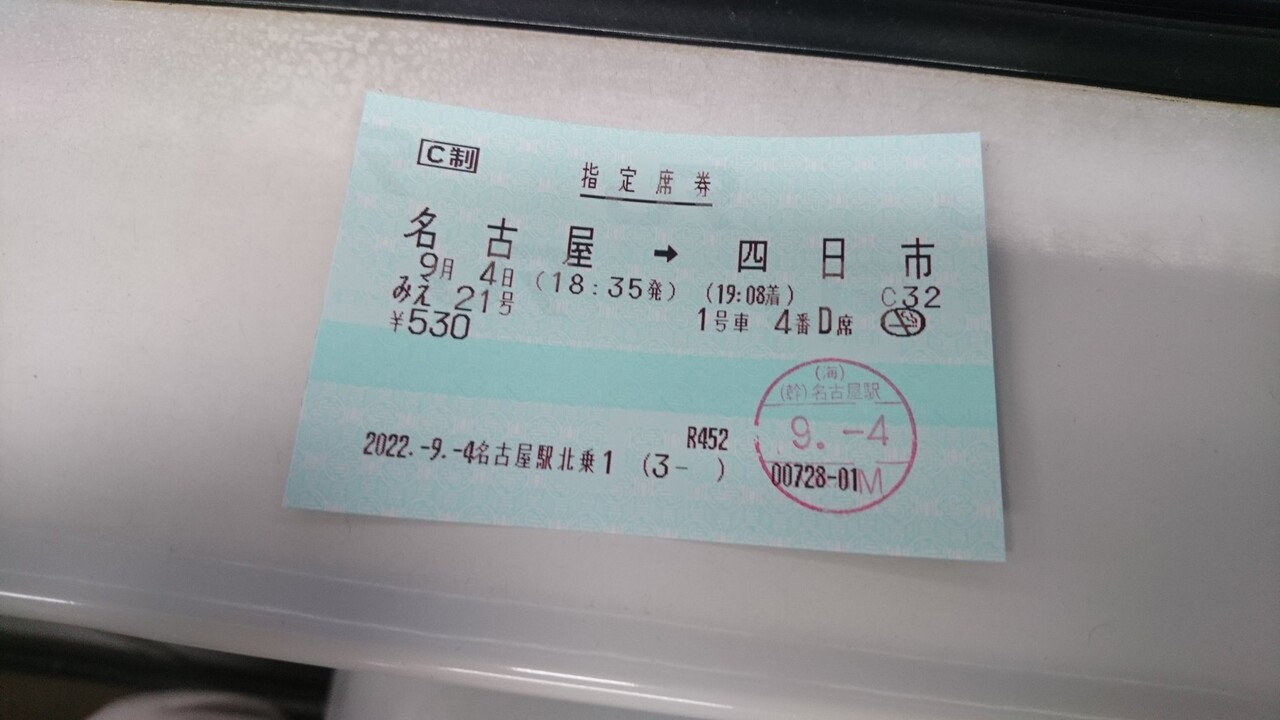 C制
指定席券
名古屋 → 四日市
9月 4日 (18:35発) (19:08着) C32
みえ 21号 1号車 4番D席
¥530
(海)
(幹)名古屋駅
9.-4
R452
2022.-9.-4名古屋駅北乗1 (3- ) 00728-01
M